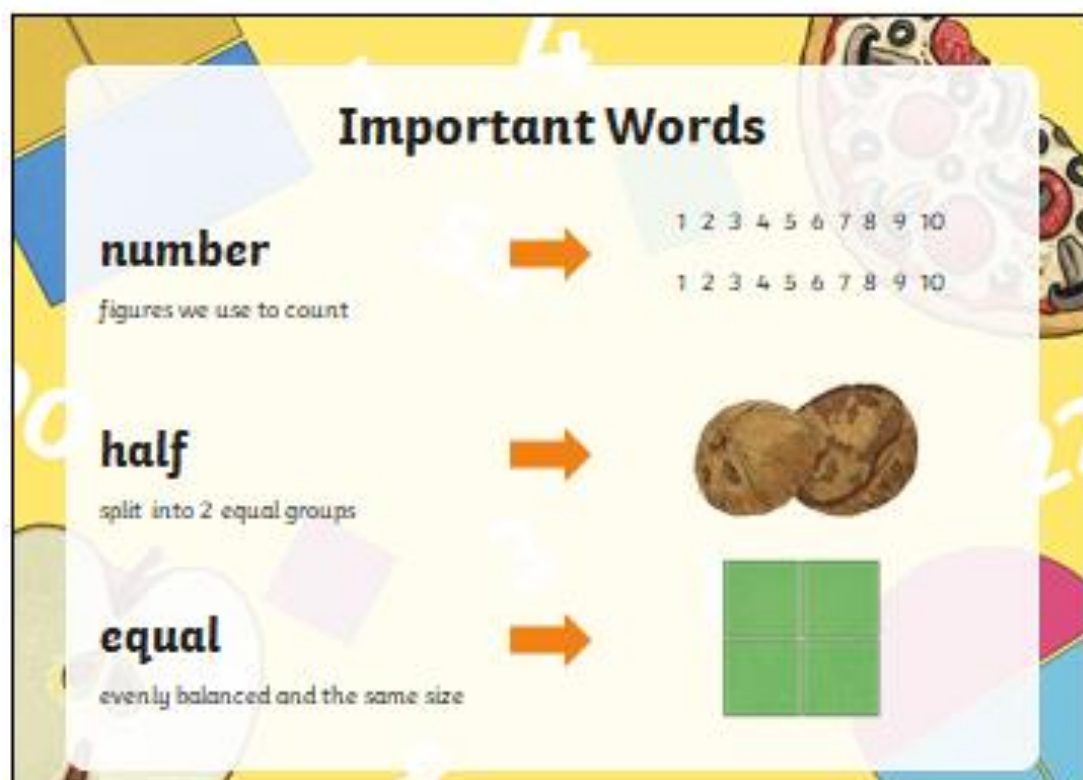 4
Important Words
number
1 2 3 4 5 6 7 8 9 10
1 2 3 4 5 6 7 8 9 10
figures we use to count
half
split into 2 equal groups
equal
evenly balanced and the same size
3